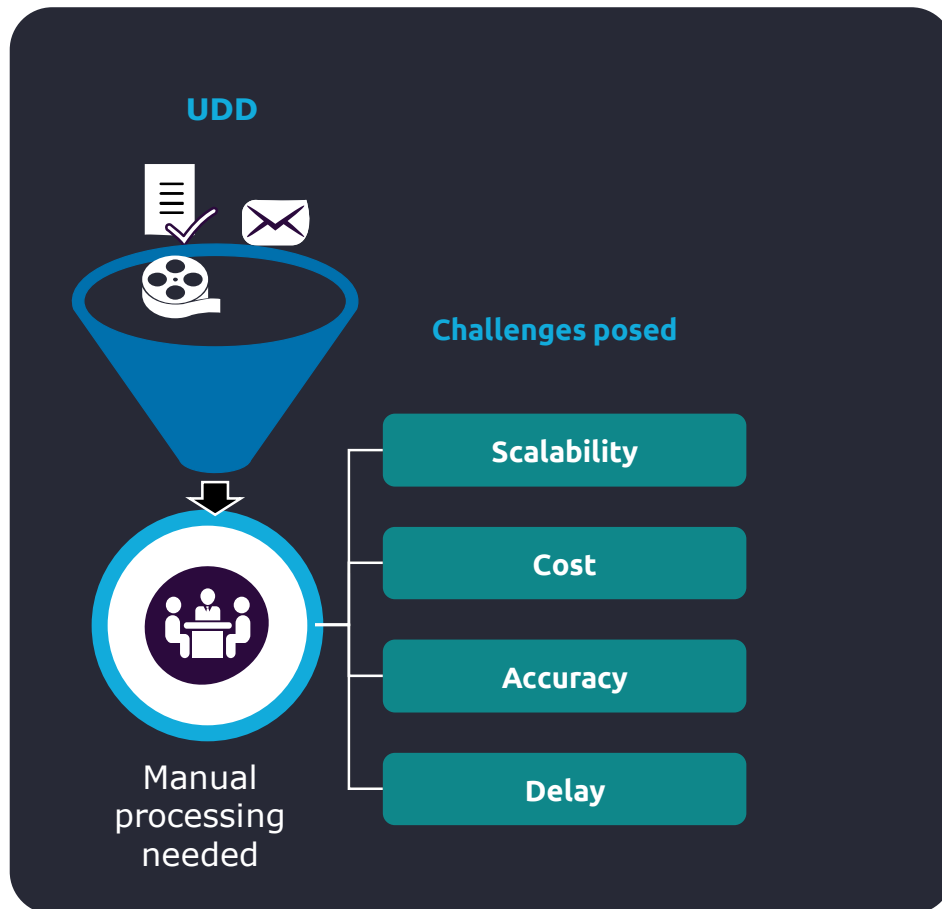 UDD
Challenges posed
Scalability
Cost
Accuracy
Delay
Manual
processing
needed